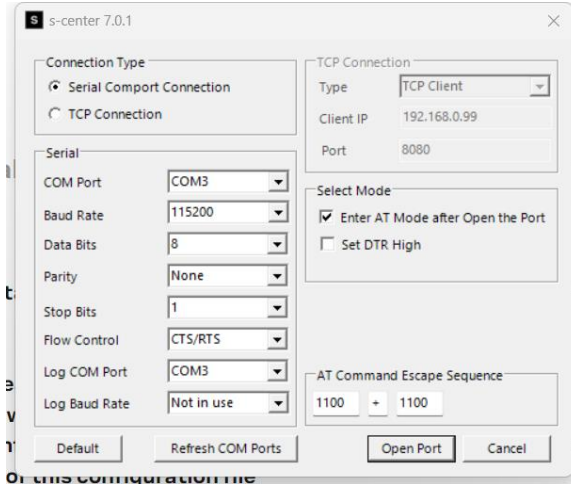 s-center 7.0.1
Connection Type
Serial Comport Connection
TCP Connection
Serial
COM Port COM3
Baud Rate 115200
Data Bits 8
Parity None
Stop Bits 1
Flow Control CTS/RTS
Log COM Port COM3
Log Baud Rate Not in use
TCP Connection
Type TCP Client
Client IP 192.168.0.99
Port 8080
Select Mode
Enter AT Mode after Open the Port
Set DTR High
AT Command Escape Sequence
1100 + 1100
Default Refresh COM Ports Open Port Cancel
of this configuration file